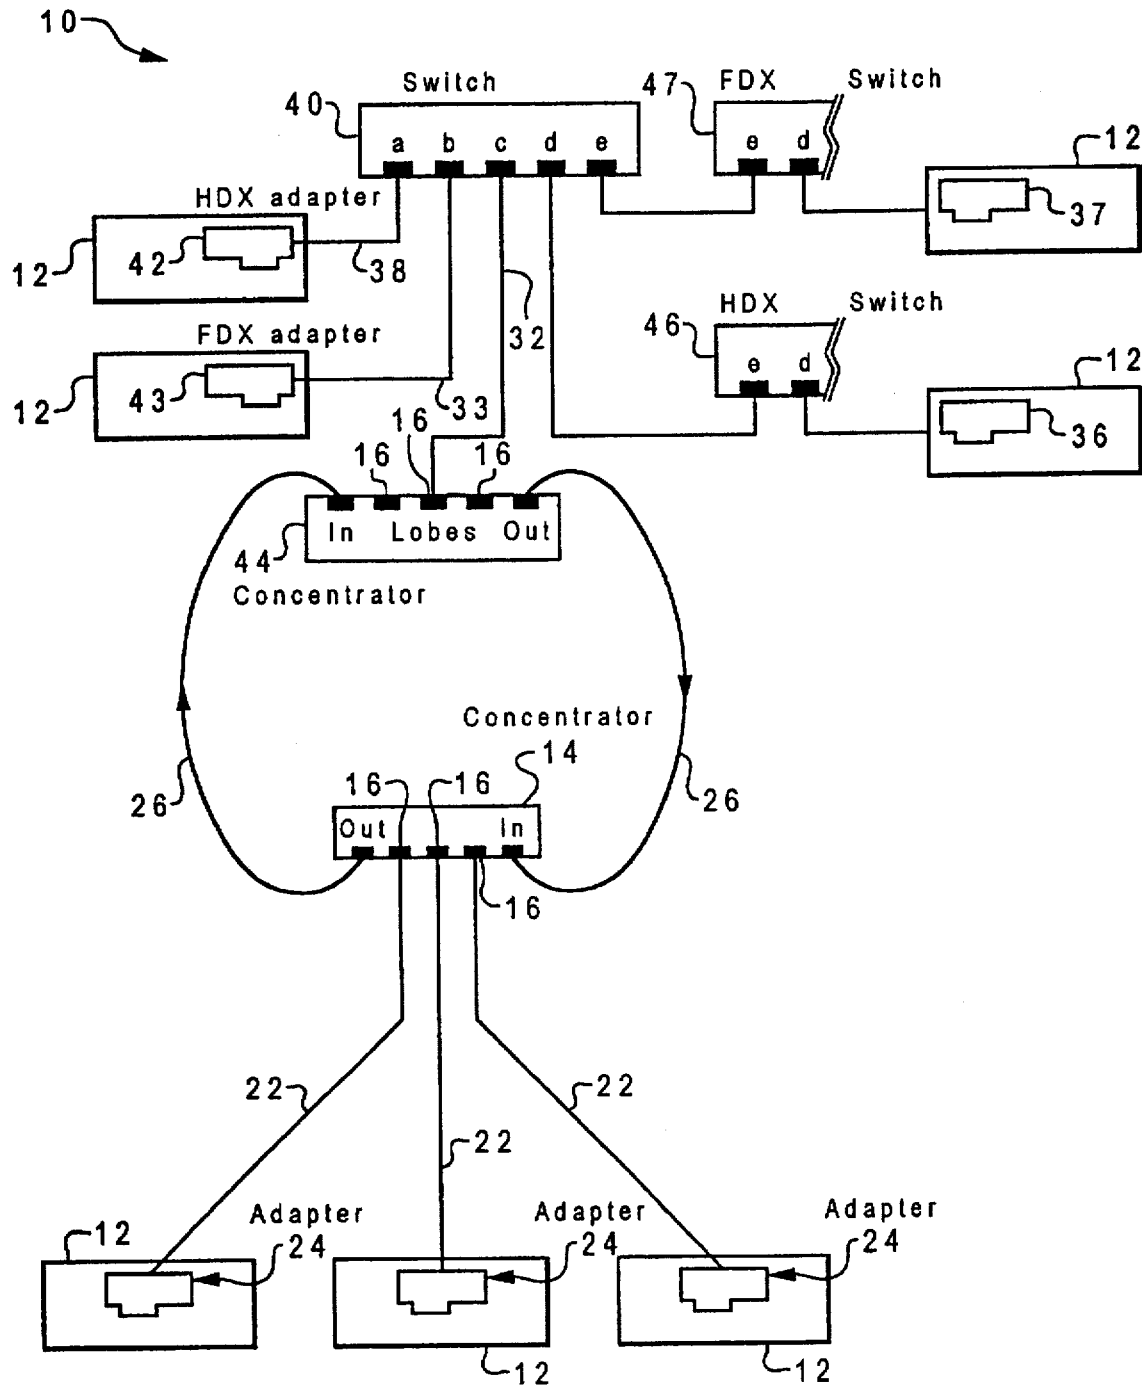 10
Switch
40
a b c d e
47
FDX Switch
e d
12
37
HDX adapter
12
42
38
FDX adapter
12
43
33
32
HDX Switch
46
e d
12
36
16
16
16
In Lobes Out
44
Concentrator
26
26
Concentrator
14
16
16
Out In
16
22
22
22
12
Adapter
24
Adapter
24
12
Adapter
24
12